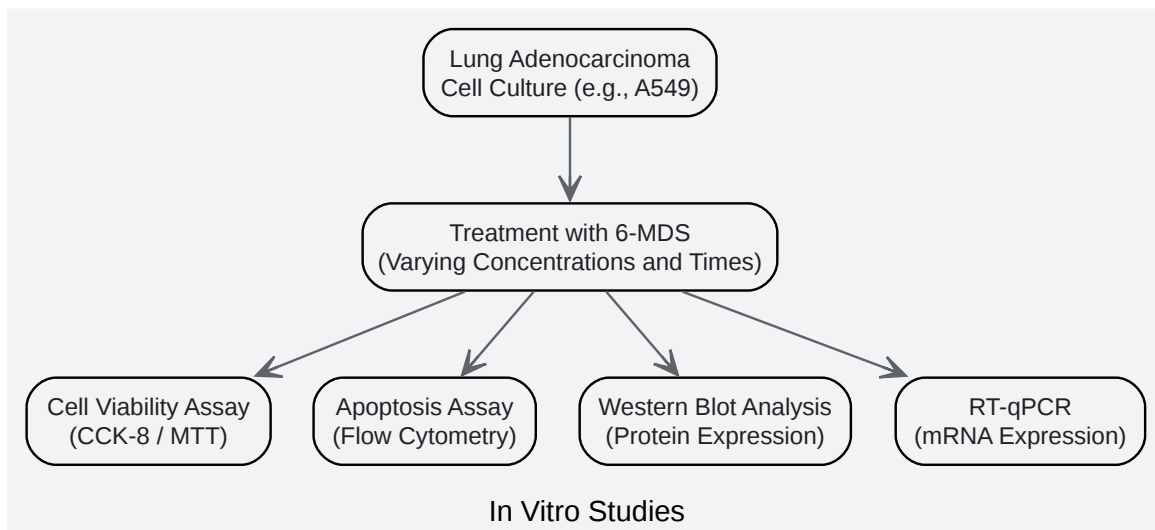 Lung Adenocarcinoma
Cell Culture (e.g., A549)
Treatment with 6-MDS
(Varying Concentrations and Times)
Cell Viability Assay
(CCK-8 / MTT)
Apoptosis Assay
(Flow Cytometry)
Western Blot Analysis
(Protein Expression)
RT-qPCR
(mRNA Expression)
In Vitro Studies